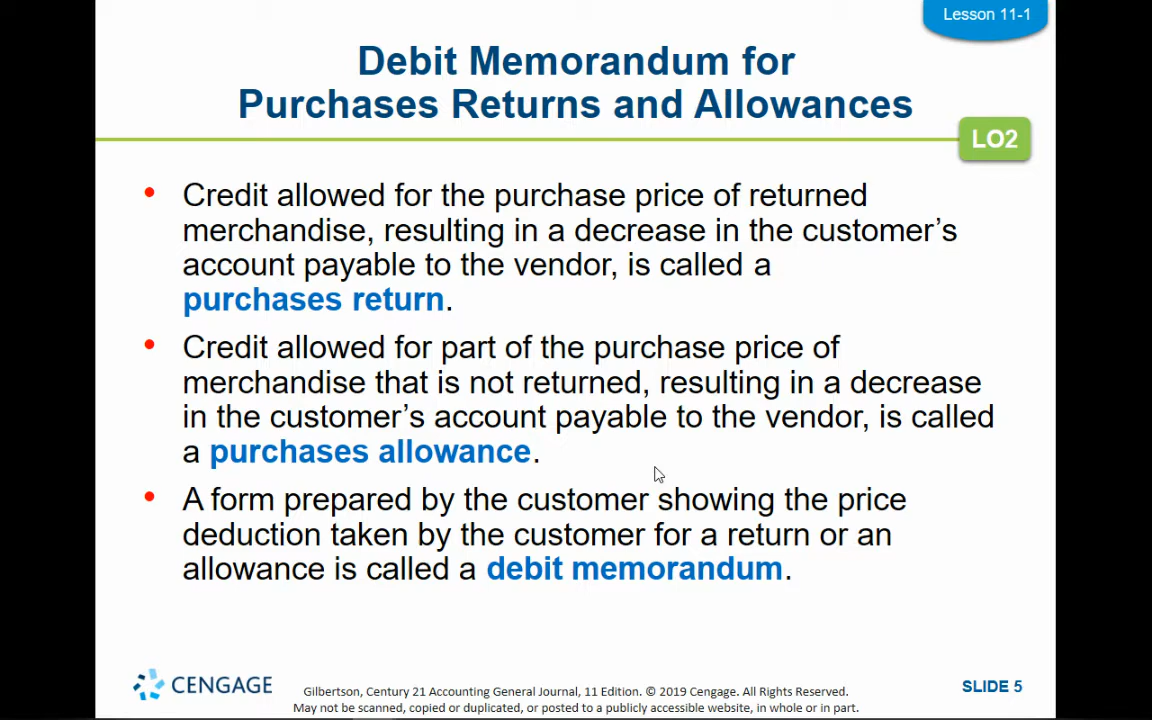 Lesson 11-1
Debit Memorandum for
Purchases Returns and Allowances
LO2
• Credit allowed for the purchase price of returned
merchandise, resulting in a decrease in the customer’s
account payable to the vendor, is called a
purchases return.
• Credit allowed for part of the purchase price of
merchandise that is not returned, resulting in a decrease
in the customer’s account payable to the vendor, is called
a purchases allowance.
• A form prepared by the customer showing the price
deduction taken by the customer for a return or an
allowance is called a debit memorandum.
CENGAGE
Gilbertson, Century 21 Accounting General Journal, 11 Edition. © 2019 Cengage. All Rights Reserved.
May not be scanned, copied or duplicated, or posted to a publicly accessible website, in whole or in part.
SLIDE 5